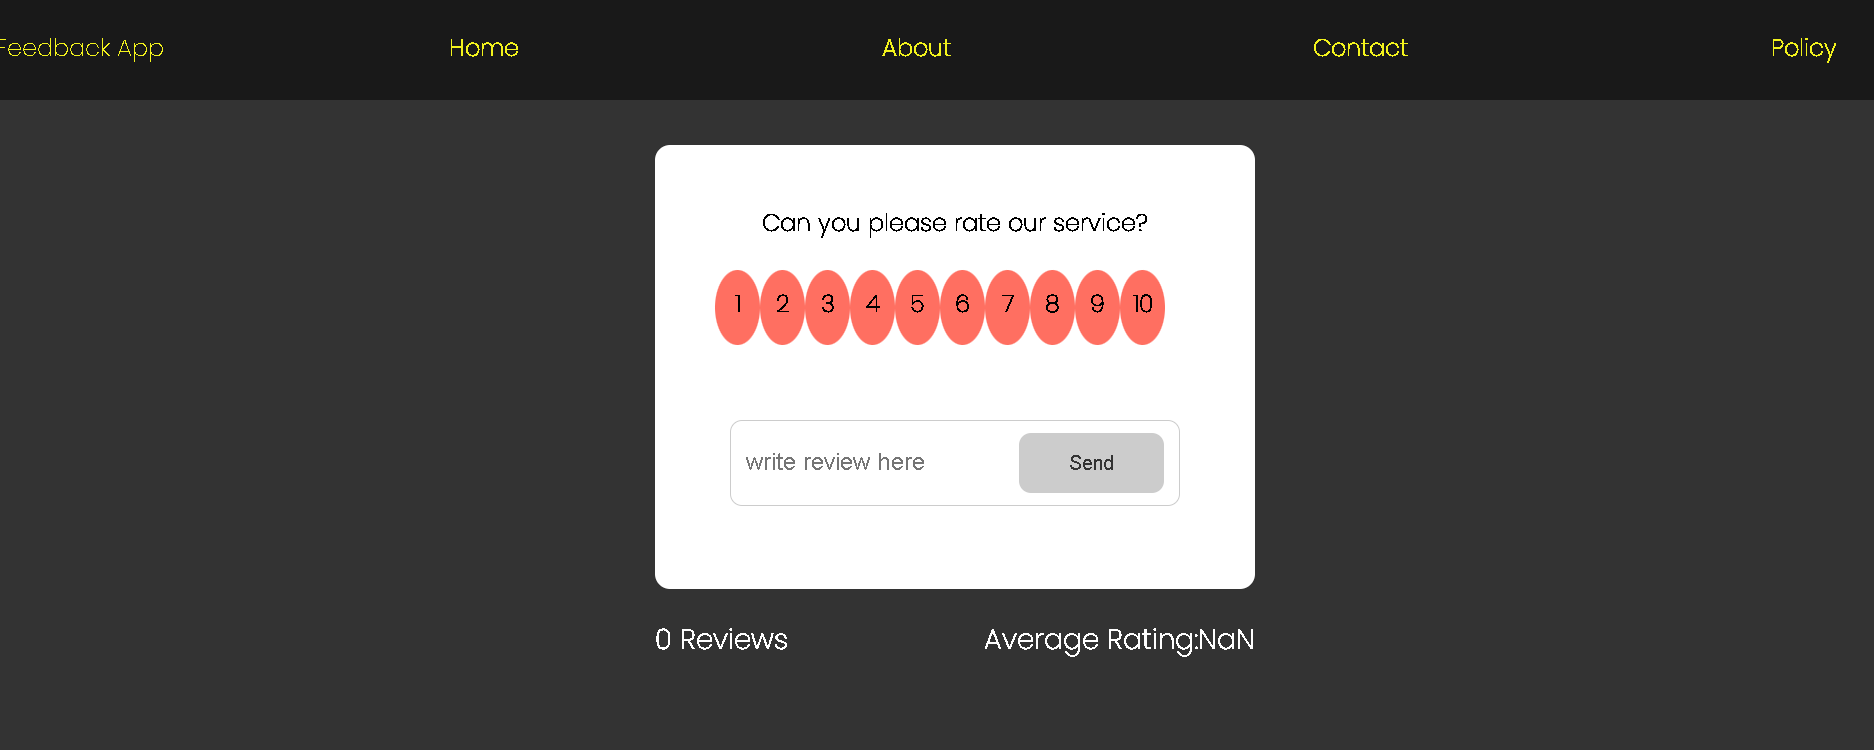 Feedback App Home About Contact Policy
Can you please rate our service?
1 2 3 4 5 6 7 8 9 10
write review here Send
0 Reviews Average Rating:NaN